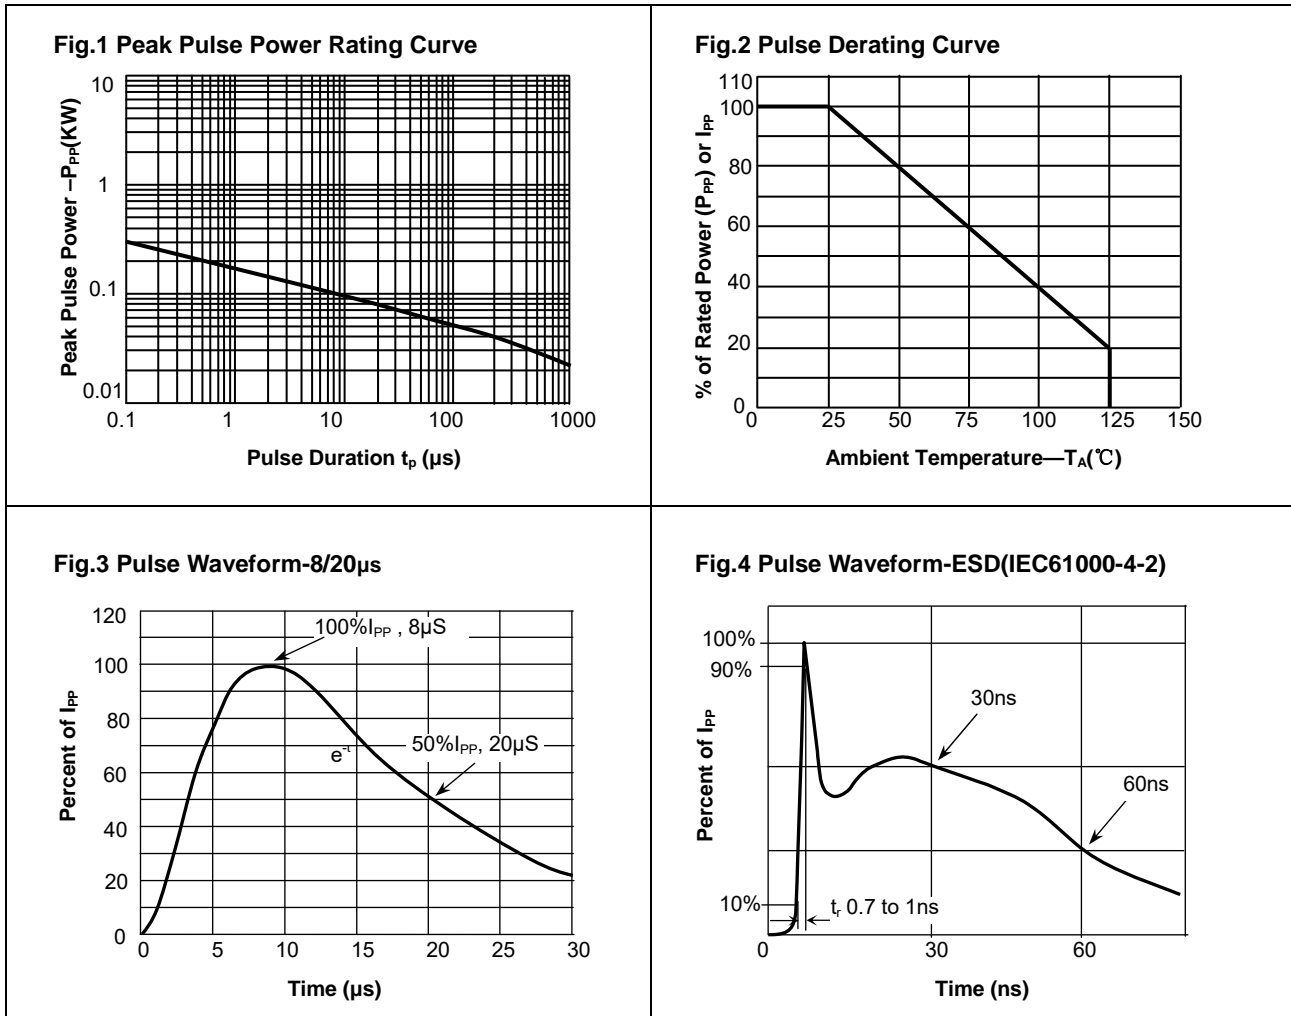 Fig.1 Peak Pulse Power Rating Curve
Peak Pulse Power –PPP(KW)
10
1
0.1
0.01
0.1 1 10 100 1000
Pulse Duration tp (µs)
Fig.2 Pulse Derating Curve
% of Rated Power (PPP) or IPP
110
100
80
60
40
20
0
25 50 75 100 125 150
Ambient Temperature—TA(℃)
Fig.3 Pulse Waveform-8/20µs
Percent of IPP
120
100
80
60
40
20
0
0 5 10 15 20 25 30
100%IPP , 8µS
50%IPP, 20µS
e-t
Time (µs)
Fig.4 Pulse Waveform-ESD(IEC61000-4-2)
Percent of IPP
100%
90%
10%
30ns
60ns
tr 0.7 to 1ns
0 30 60
Time (ns)